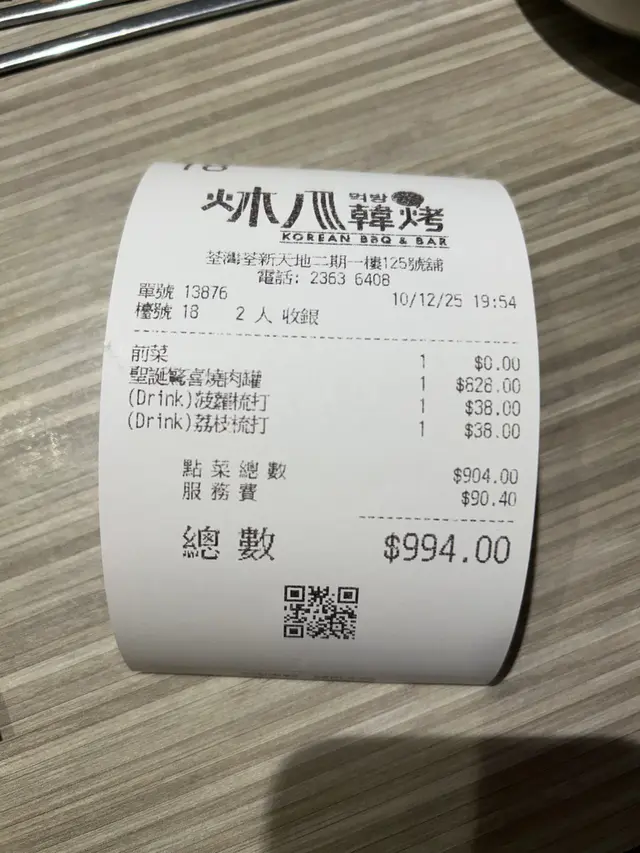 炑八韓烤
먹방
KOREAN BBQ & BAR
荃灣荃新天地二期一樓125號舖
電話: 2363 6408
單號 13876 10/12/25 19:54
檯號 18 2 人 收銀
前菜 1 $0.00
聖誕驚喜燒肉罐 1 $828.00
(Drink)菠蘿梳打 1 $38.00
(Drink)荔枝梳打 1 $38.00
點菜總數 $904.00
服務費 $90.40
總數 $994.00